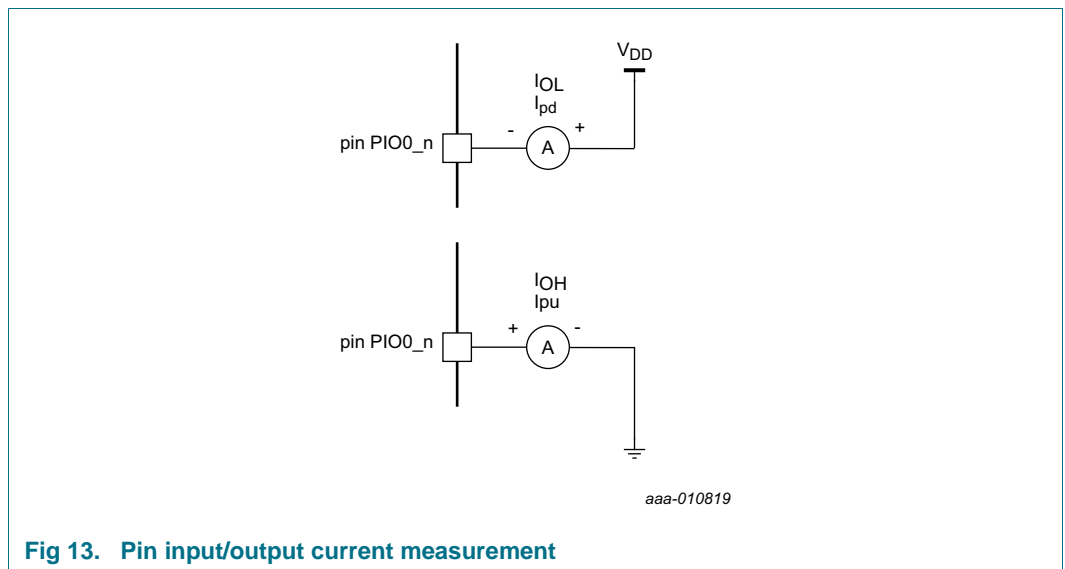 VDD
IOL
Ipd
- +
A
pin PIO0_n
IOH
Ipu
+ -
A
pin PIO0_n
aaa-010819
Fig 13. Pin input/output current measurement